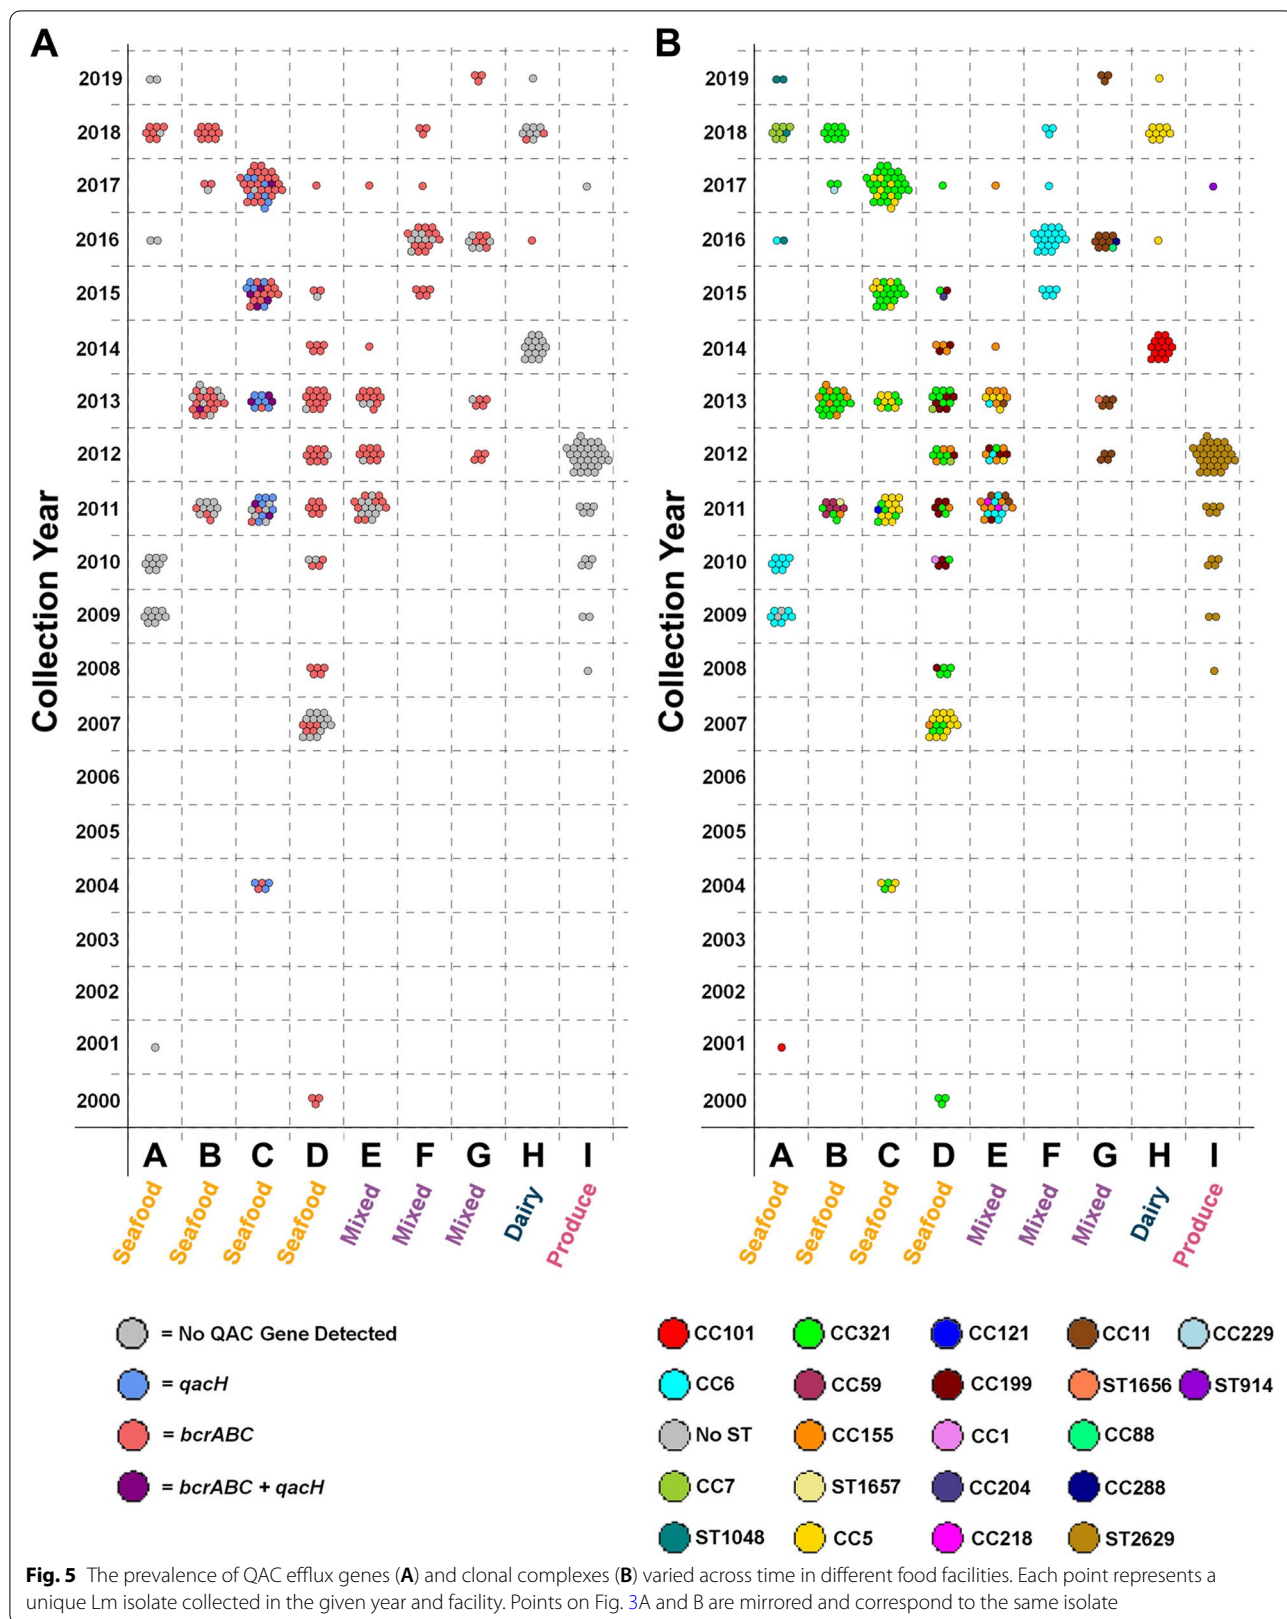 A
B
Collection Year
2019
2018
2017
2016
2015
2014
2013
2012
2011
2010
2009
2008
2007
2006
2005
2004
2003
2002
2001
2000
A B C D E F G H I
Seafood Seafood Seafood Seafood Mixed Mixed Mixed Dairy Produce
Collection Year
2019
2018
2017
2016
2015
2014
2013
2012
2011
2010
2009
2008
2007
2006
2005
2004
2003
2002
2001
2000
A B C D E F G H I
Seafood Seafood Seafood Seafood Mixed Mixed Mixed Dairy Produce
= No QAC Gene Detected
= qacH
= bcrABC
= bcrABC + qacH
CC101 CC321 CC121 CC11 CC229
CC6 CC59 CC199 ST1656 ST914
No ST CC155 CC1 CC88
CC7 ST1657 CC204 CC288
ST1048 CC5 CC218 ST2629
Fig. 5 The prevalence of QAC efflux genes (A) and clonal complexes (B) varied across time in different food facilities. Each point represents a
unique Lm isolate collected in the given year and facility. Points on Fig. 3A and B are mirrored and correspond to the same isolate